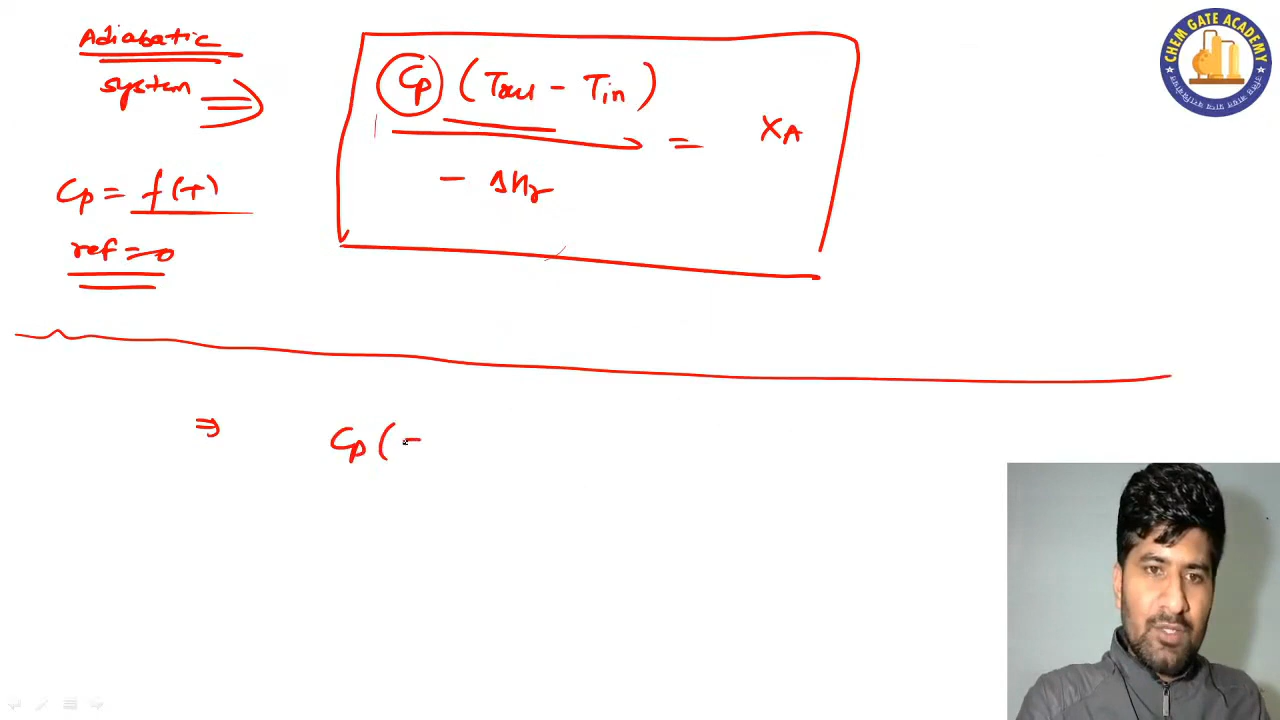 Adiabatic
system ⇒
Cp (Tout - Tin)
- ΔHr
= XA
Cp = f(T)
ref = 0
⇒ Cp ( -
CHEM GATE ACADEMY